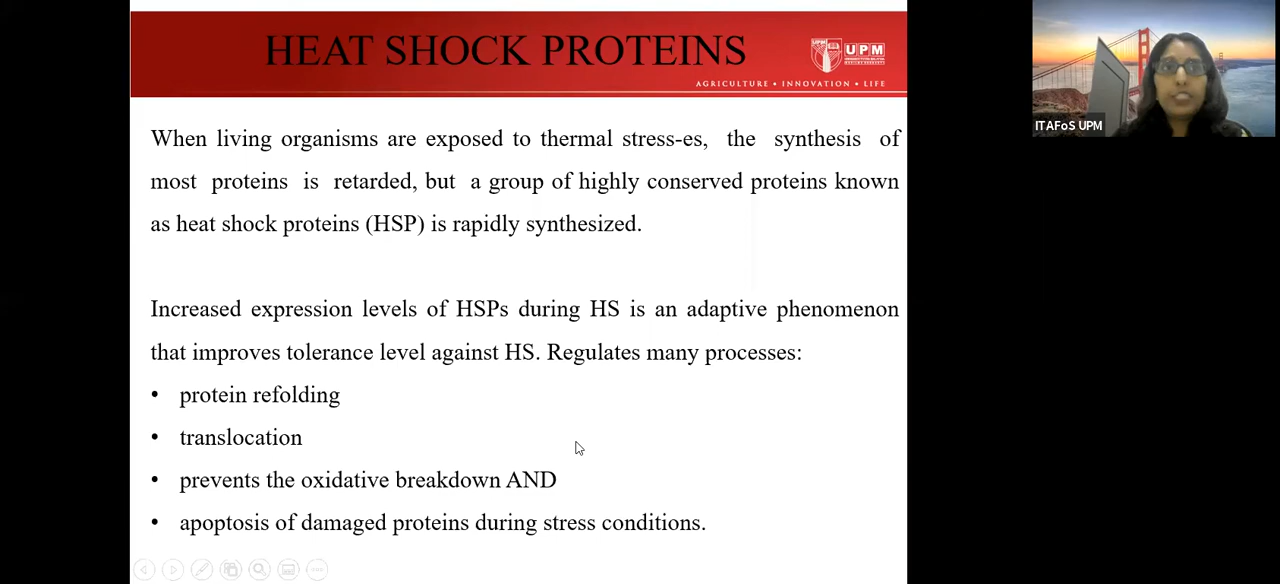 HEAT SHOCK PROTEINS
UPM
AGRICULTURE • INNOVATION • LIFE
ITAFoS UPM
When living organisms are exposed to thermal stress-es, the synthesis of
most proteins is retarded, but a group of highly conserved proteins known
as heat shock proteins (HSP) is rapidly synthesized.
Increased expression levels of HSPs during HS is an adaptive phenomenon
that improves tolerance level against HS. Regulates many processes:
• protein refolding
• translocation
• prevents the oxidative breakdown AND
• apoptosis of damaged proteins during stress conditions.